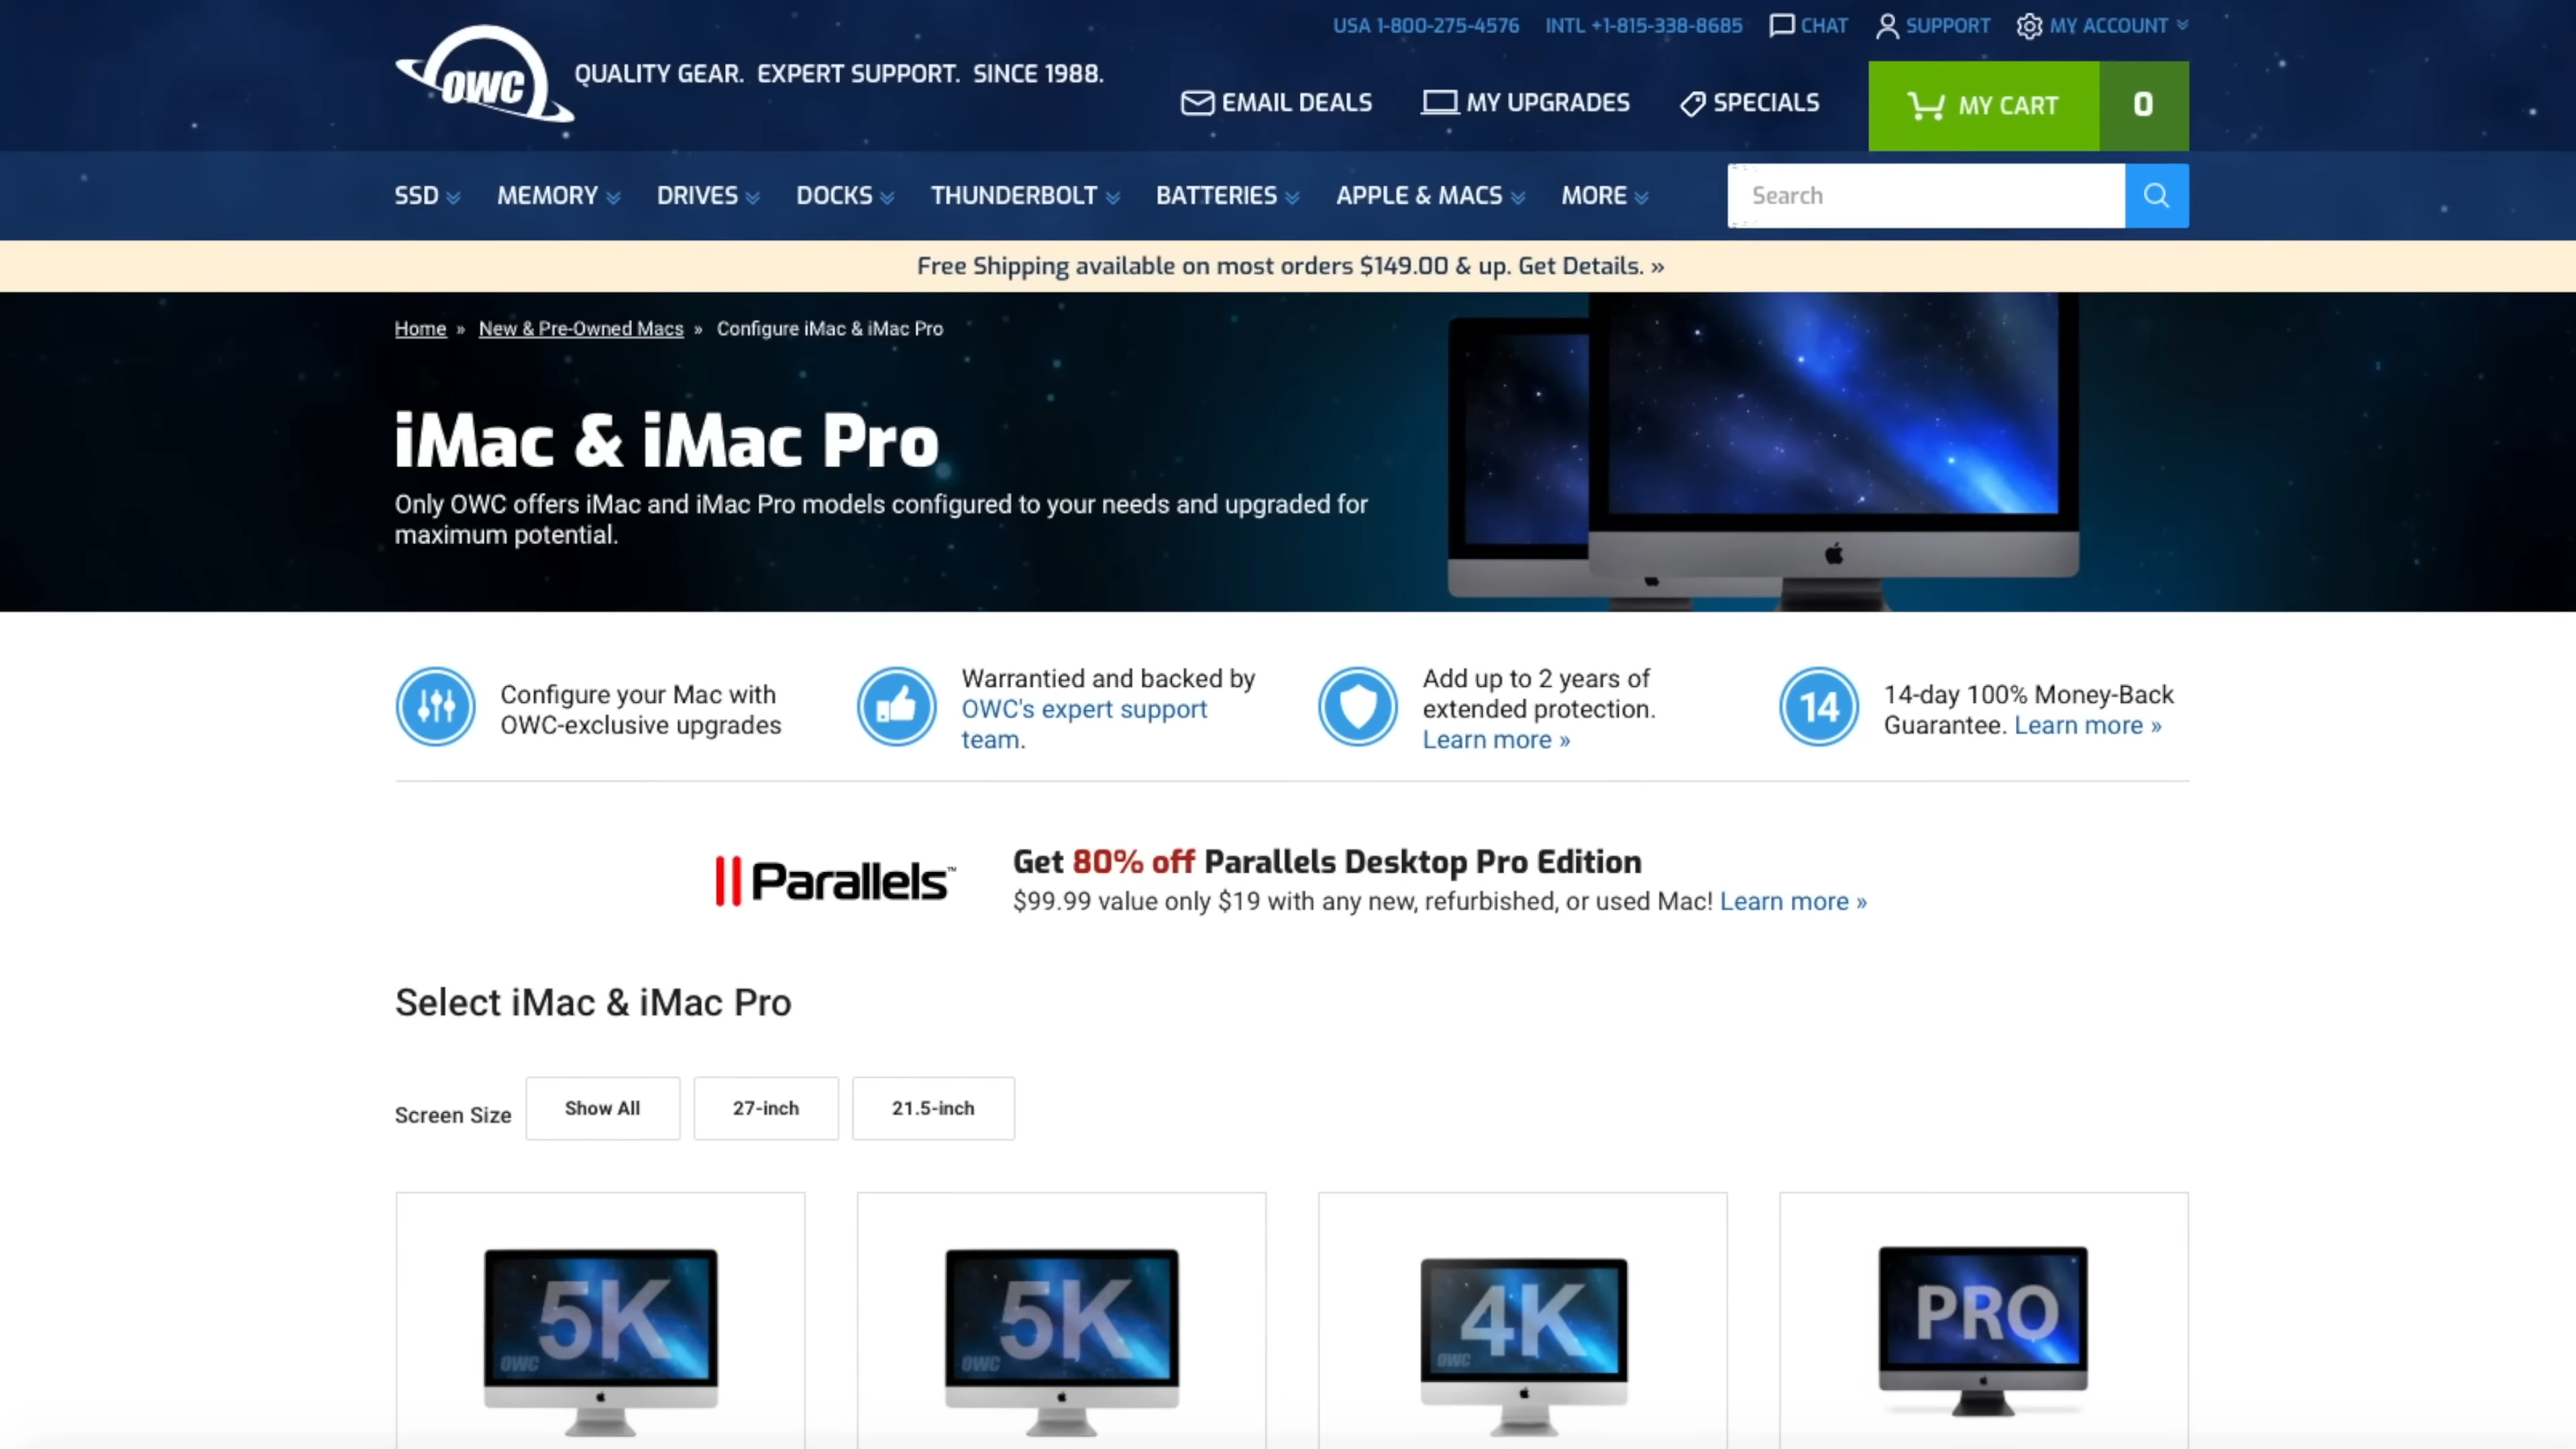 USA 1-800-275-4576 INTL +1-815-338-8685 CHAT SUPPORT MY ACCOUNT
OWC QUALITY GEAR. EXPERT SUPPORT. SINCE 1988.
EMAIL DEALS MY UPGRADES SPECIALS MY CART 0
SSD MEMORY DRIVES DOCKS THUNDERBOLT BATTERIES APPLE & MACS MORE Search
Free Shipping available on most orders $149.00 & up. Get Details. »
Home » New & Pre-Owned Macs » Configure iMac & iMac Pro
iMac & iMac Pro
Only OWC offers iMac and iMac Pro models configured to your needs and upgraded for
maximum potential.
Configure your Mac with
OWC-exclusive upgrades
Warrantied and backed by
OWC's expert support
team.
Add up to 2 years of
extended protection.
Learn more »
14
14-day 100% Money-Back
Guarantee. Learn more »
Parallels™
Get 80% off Parallels Desktop Pro Edition
$99.99 value only $19 with any new, refurbished, or used Mac! Learn more »
Select iMac & iMac Pro
Screen Size Show All 27-inch 21.5-inch
5K
OWC
5K
OWC
4K
OWC
PRO